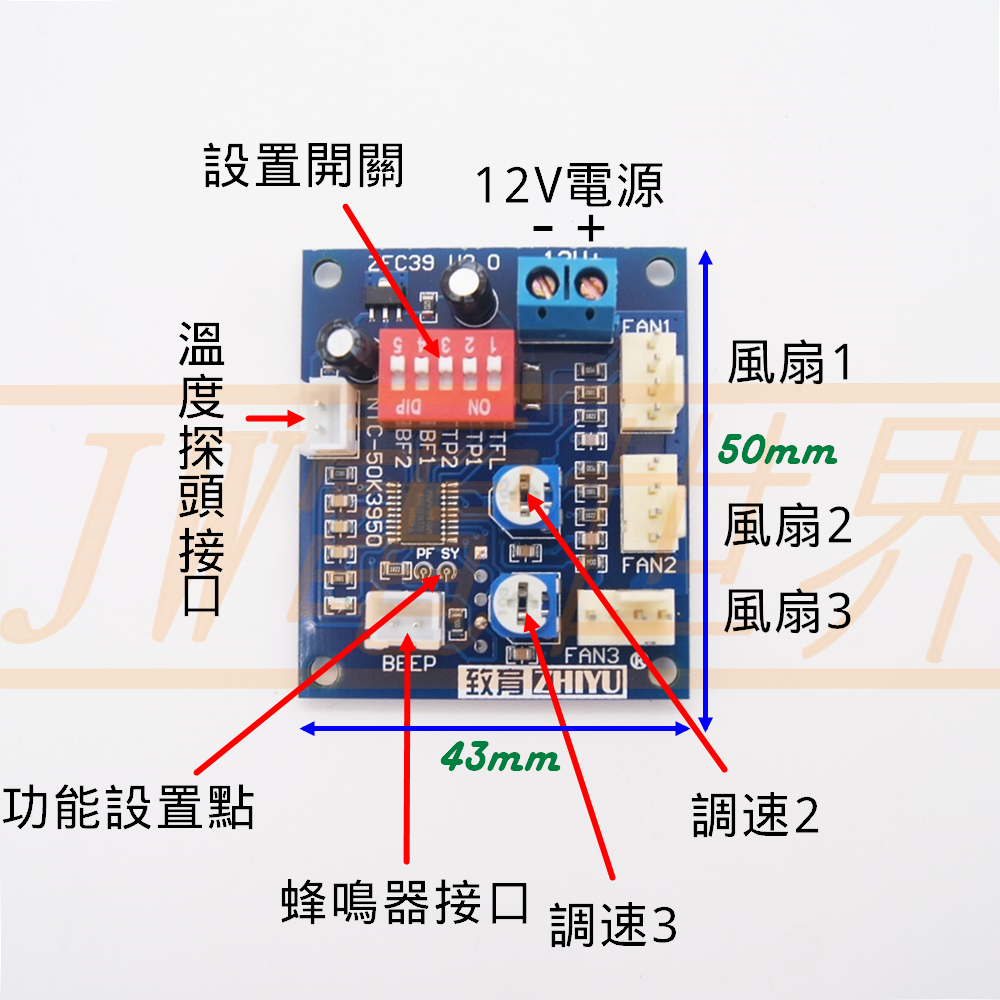 設置開關
12V電源
- +
ZFC39 V2.0
12V+
FAN1
溫度探頭接口
5 4 3 2 1
DIP
ON
風扇1
50mm
NTC-50K3950
BF2
BF1
TP2
TP1
TFL
風扇2
PF SY
FAN2
風扇3
BEEP
FAN3 ®
致育 ZHIYU
43mm
功能設置點
調速2
蜂鳴器接口
調速3